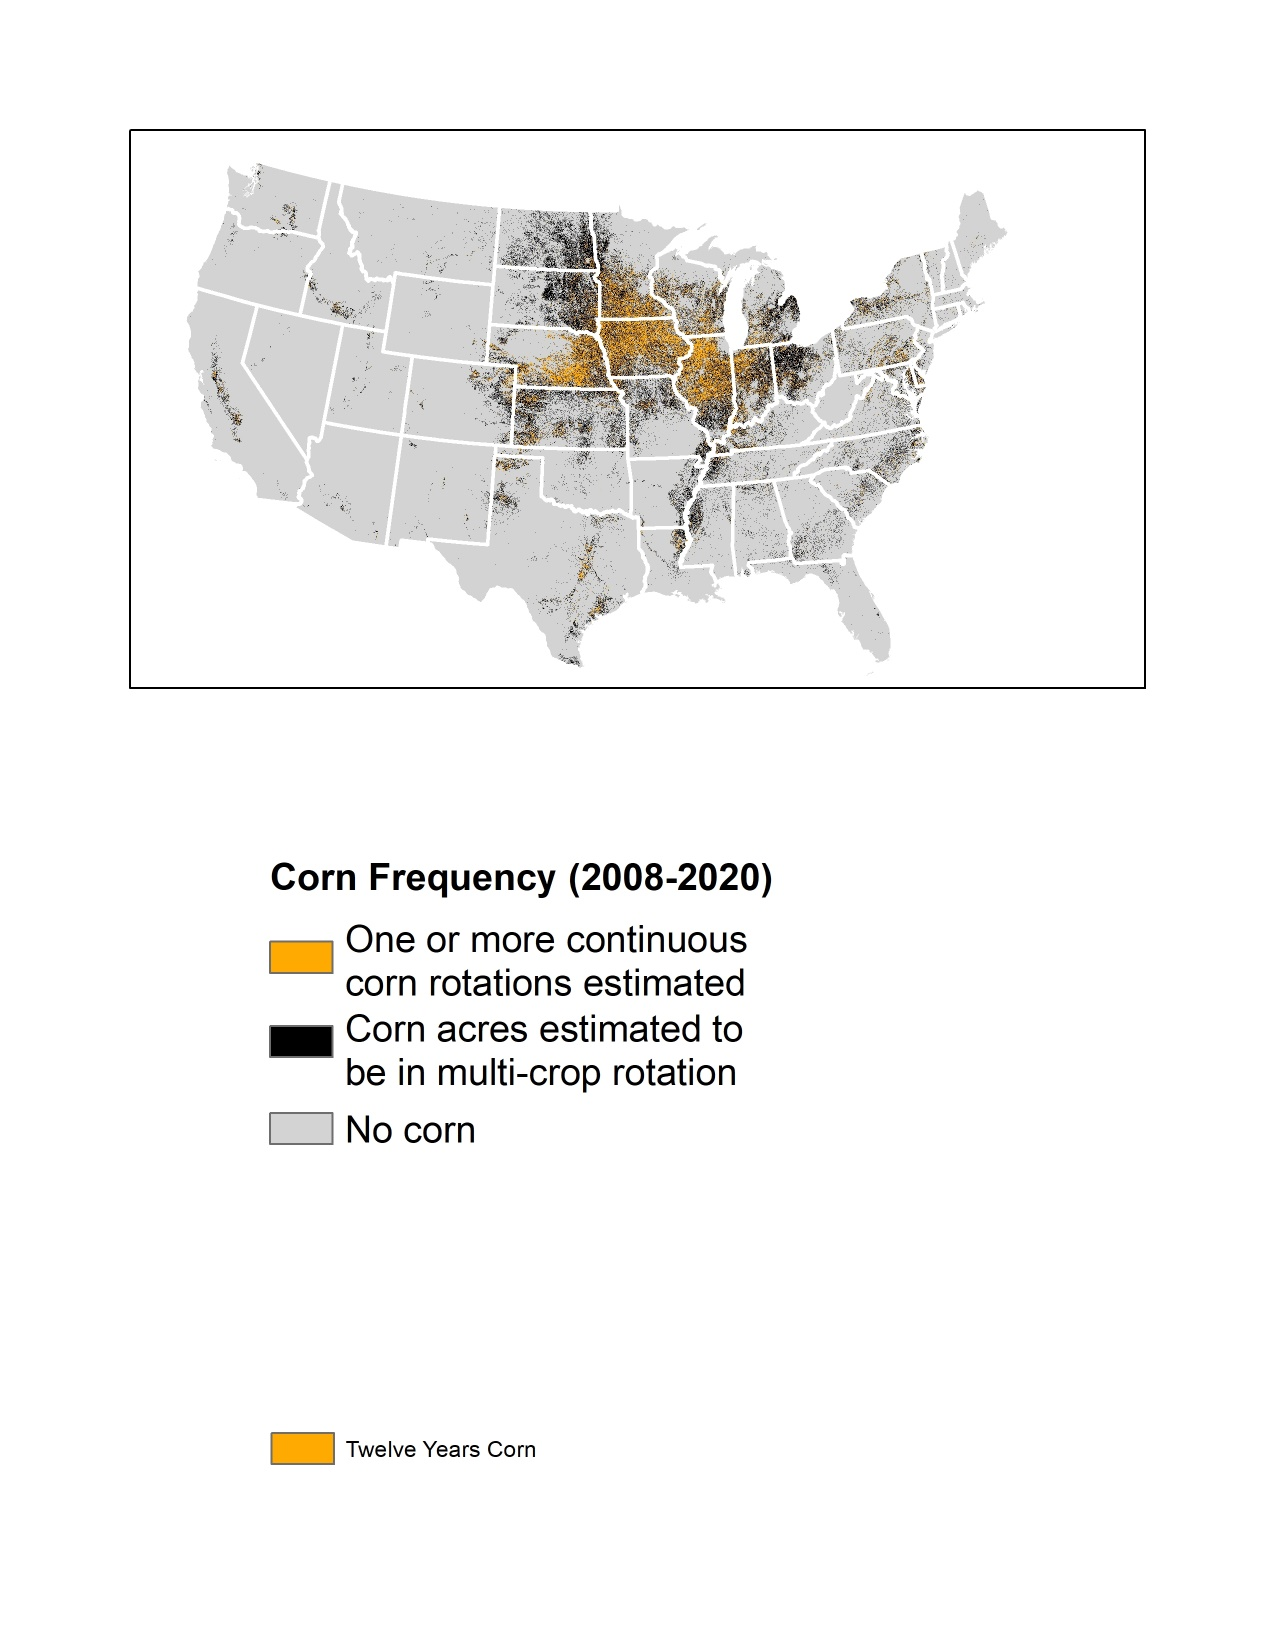 Corn Frequency (2008-2020)
One or more continuous
corn rotations estimated
Corn acres estimated to
be in multi-crop rotation
No corn
Twelve Years Corn